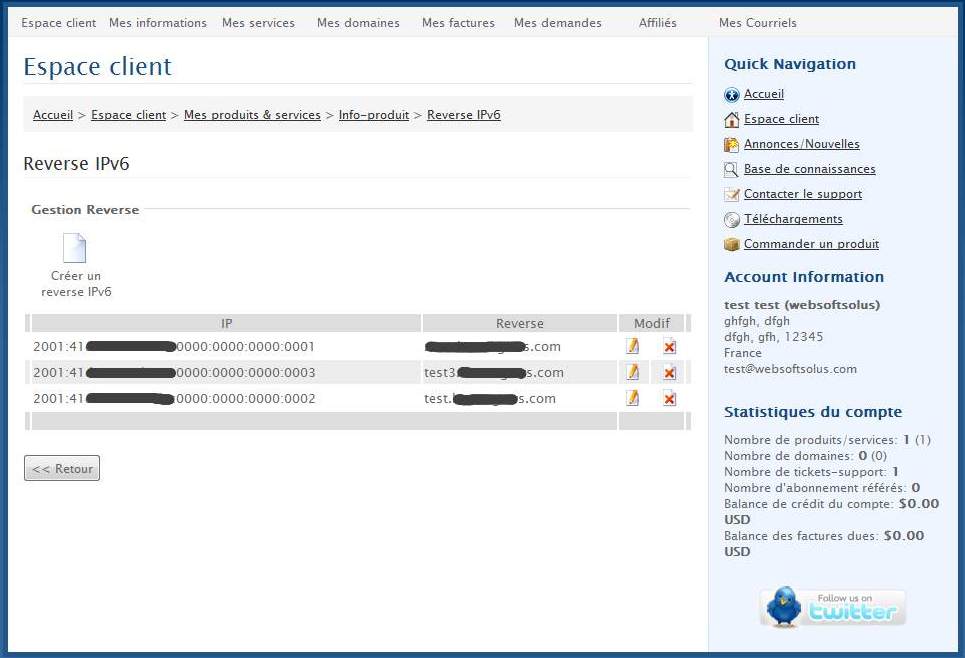 Espace client Mes informations Mes services Mes domaines Mes factures Mes demandes Affiliés Mes Courriels
Espace client
Accueil > Espace client > Mes produits & services > Info-produit > Reverse IPv6
Reverse IPv6
Gestion Reverse
Créer un
reverse IPv6
IP Reverse Modif
2001:41 0000:0000:0000:0001 s.com
2001:41 0000:0000:0000:0003 test3 s.com
2001:41 0000:0000:0000:0002 test. s.com
<< Retour
Quick Navigation
Accueil
Espace client
Annonces/Nouvelles
Base de connaissances
Contacter le support
Téléchargements
Commander un produit
Account Information
test test (websoftsolus)
ghfgh, dfgh
dfgh, gfh, 12345
France
test@websoftsolus.com
Statistiques du compte
Nombre de produits/services: 1 (1)
Nombre de domaines: 0 (0)
Nombre de tickets-support: 1
Nombre d'abonnement référés: 0
Balance de crédit du compte: $0.00
USD
Balance des factures dues: $0.00
USD
Follow us on
twitter